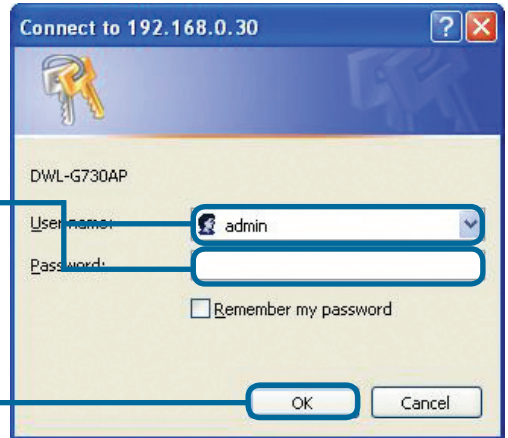 Connect to 192.168.0.30
DWL-G730AP
User name:
admin
Password:
Remember my password
OK
Cancel